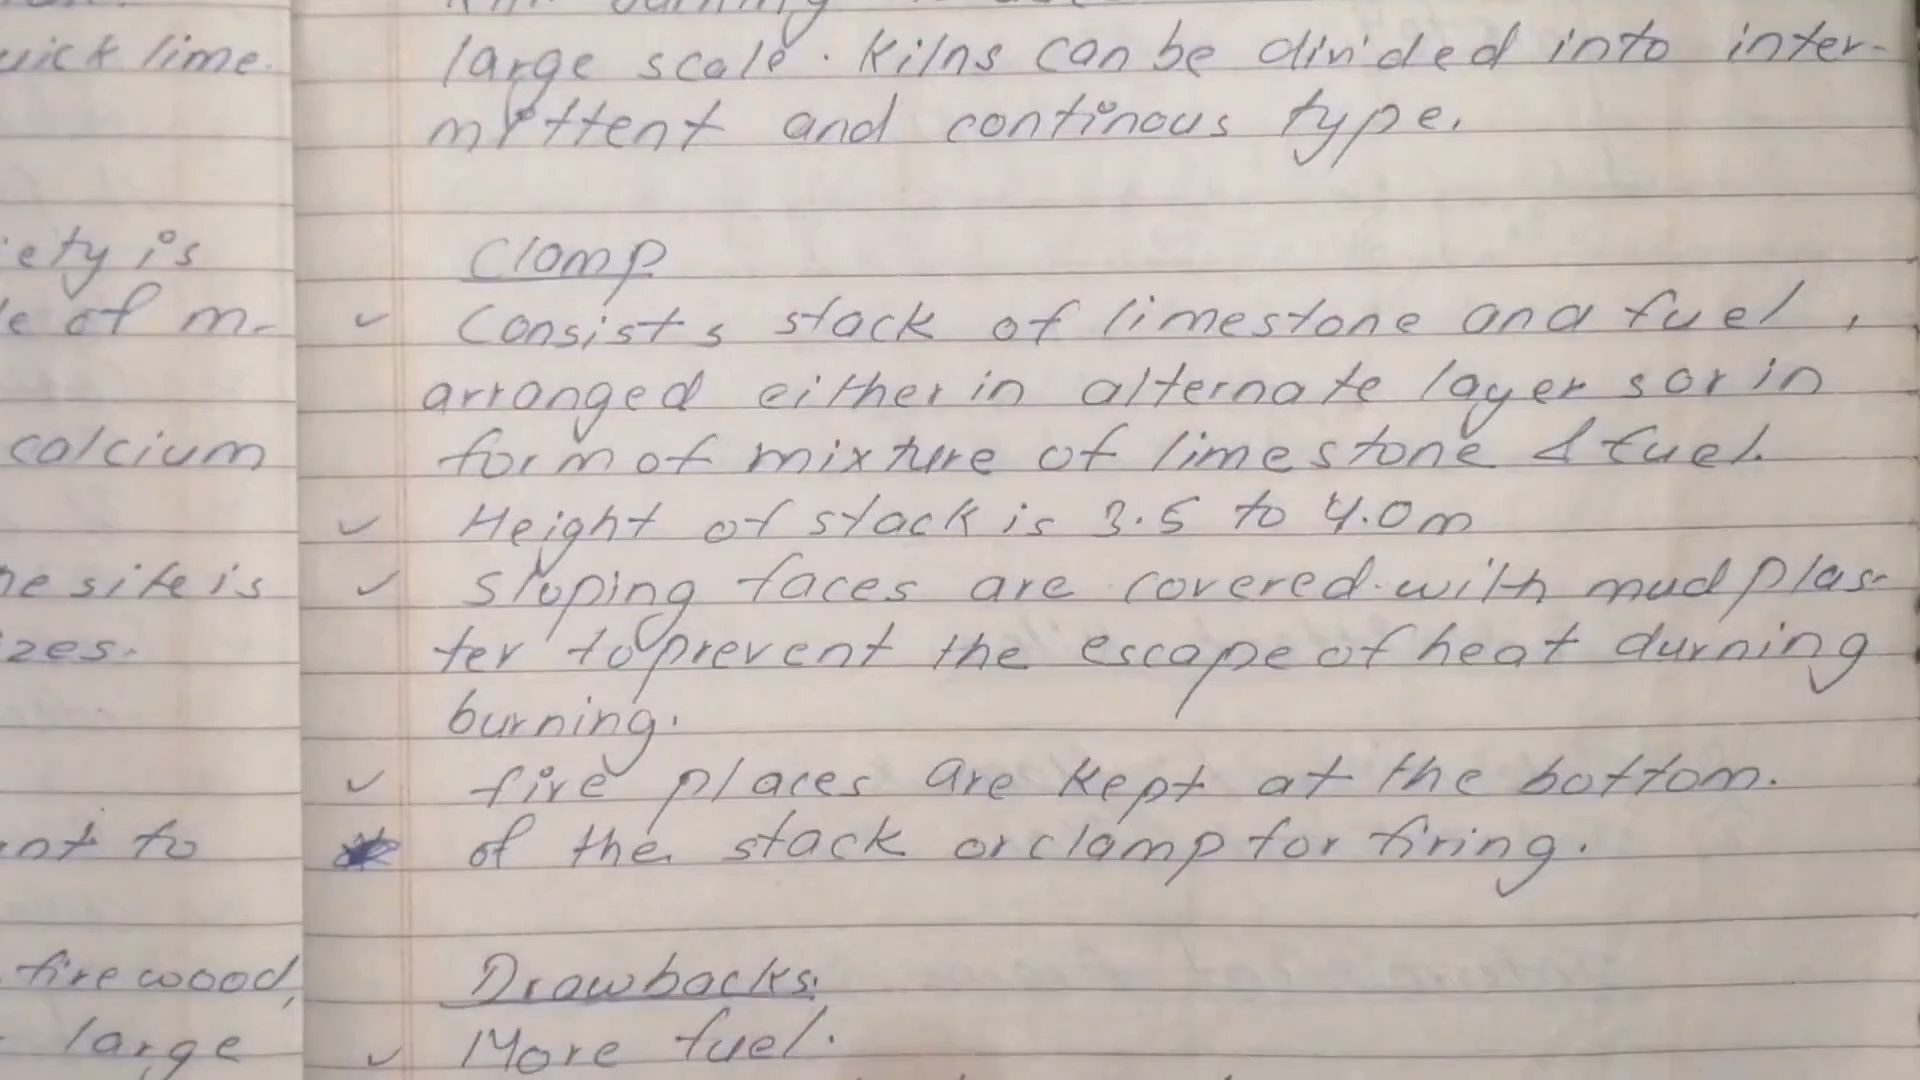 uick lime.
ety is
le of m-
calcium
he site is
zes.
not to
fire wood,
large
large scale. Kilns can be divided into inter-
mittent and continous type.
Clamp
✓ Consists stack of limestone and fuel,
arranged either in alternate layers or in
form of mixture of limestone & fuel.
✓ Height of stack is 3.5 to 4.0m
✓ sloping faces are covered with mud plas-
ter to prevent the escape of heat durning
burning.
✓ fire places are kept at the bottom.
of the stack or clamp for firing.
Drawbacks:
✓ More fuel.